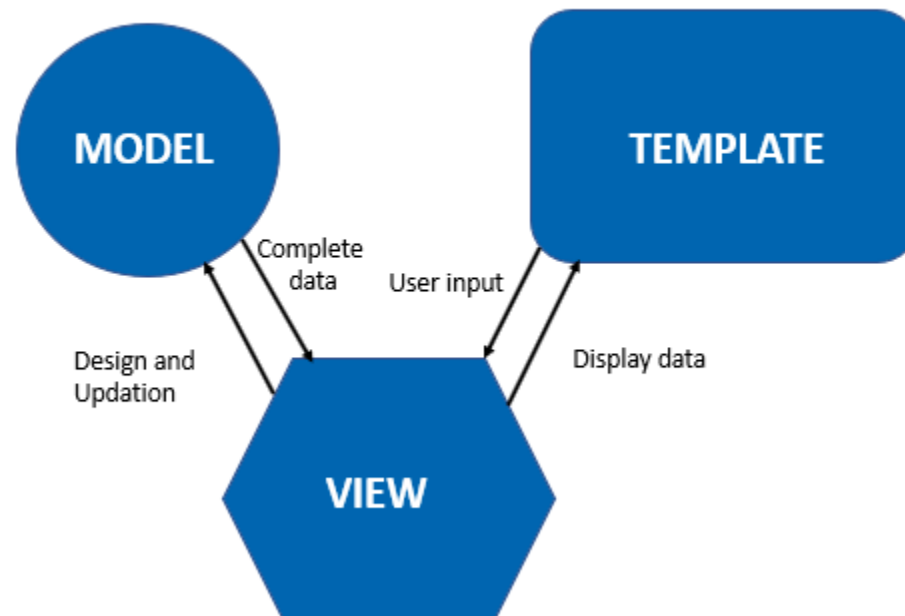 MODEL
TEMPLATE
Complete
data
User input
Design and
Updation
Display data
VIEW